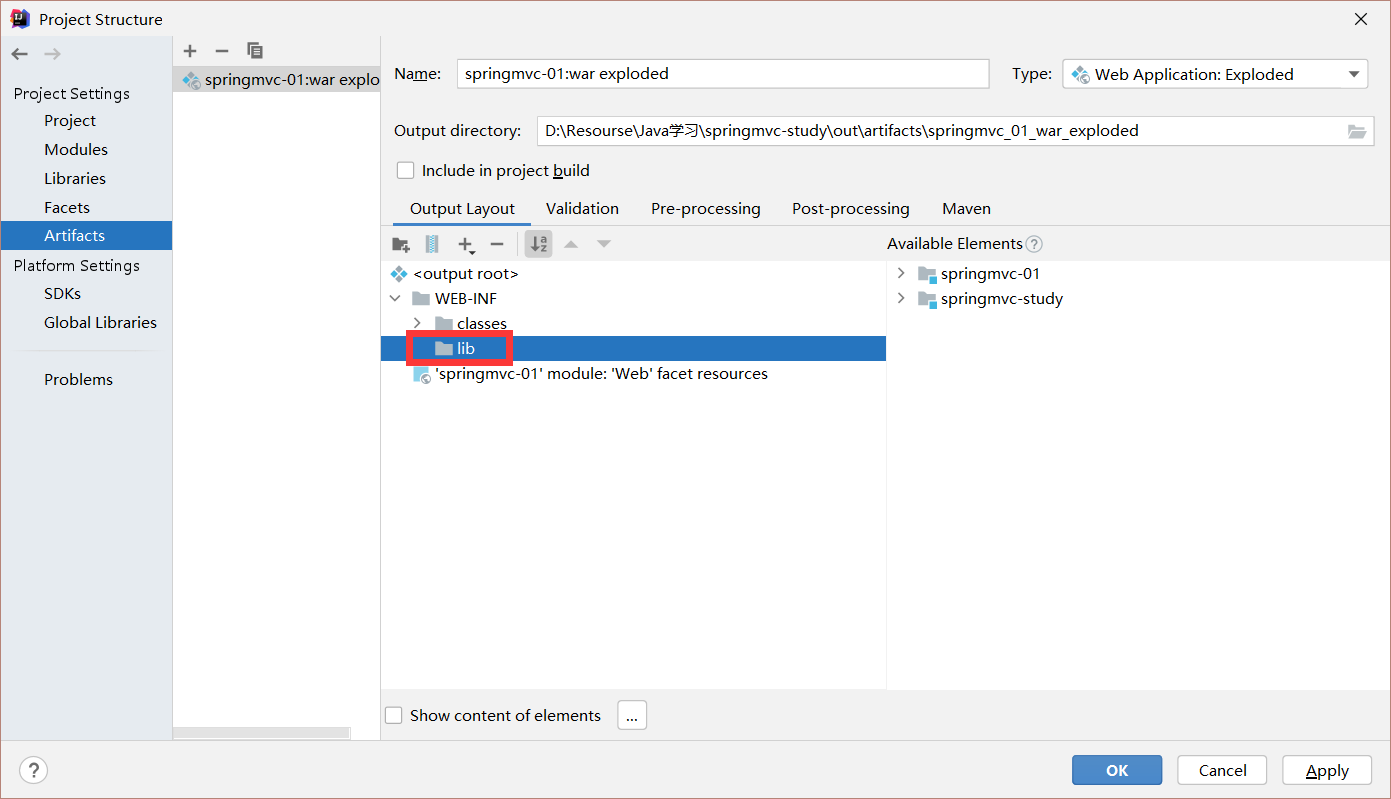 Project Structure
Project Settings
Project
Modules
Libraries
Facets
Artifacts
Platform Settings
SDKs
Global Libraries
Problems
springmvc-01:war explo
Name: springmvc-01:war exploded Type: Web Application: Exploded
Output directory: D:\Resourse\Java学习\springmvc-study\out\artifacts\springmvc_01_war_exploded
Include in project build
Output Layout Validation Pre-processing Post-processing Maven
Available Elements ?
<output root>
WEB-INF
classes
lib
'springmvc-01' module: 'Web' facet resources
springmvc-01
springmvc-study
Show content of elements ...
? OK Cancel Apply